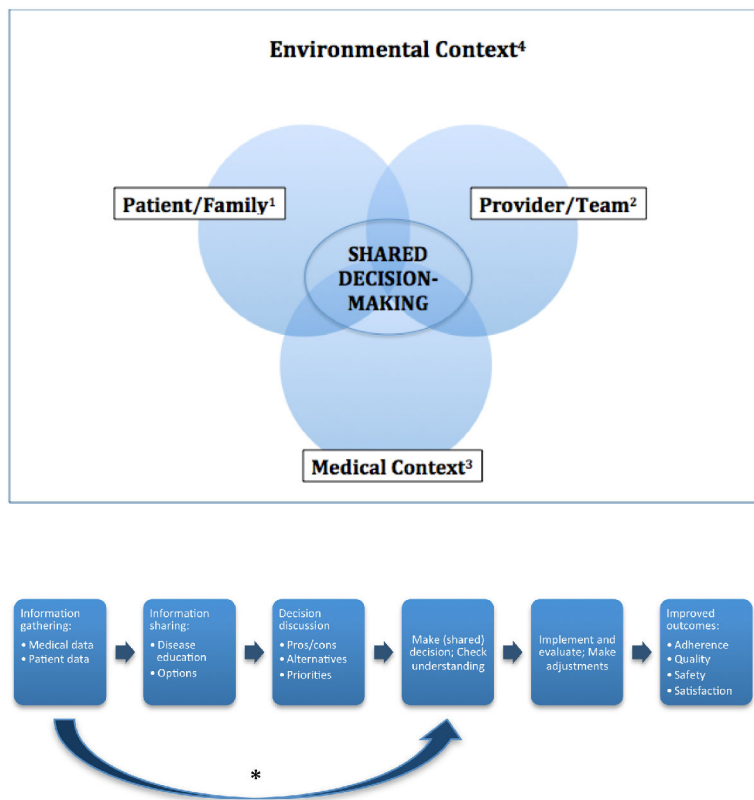 Environmental Context⁴
Patient/Family¹
Provider/Team²
SHARED
DECISION-
MAKING
Medical Context³
Information
gathering:
• Medical data
• Patient data
Information
sharing:
• Disease
education
• Options
Decision
discussion
• Pros/cons
• Alternatives
• Priorities
Make (shared)
decision; Check
understanding
Implement and
evaluate; Make
adjustments
Improved
outcomes:
• Adherence
• Quality
• Safety
• Satisfaction
*